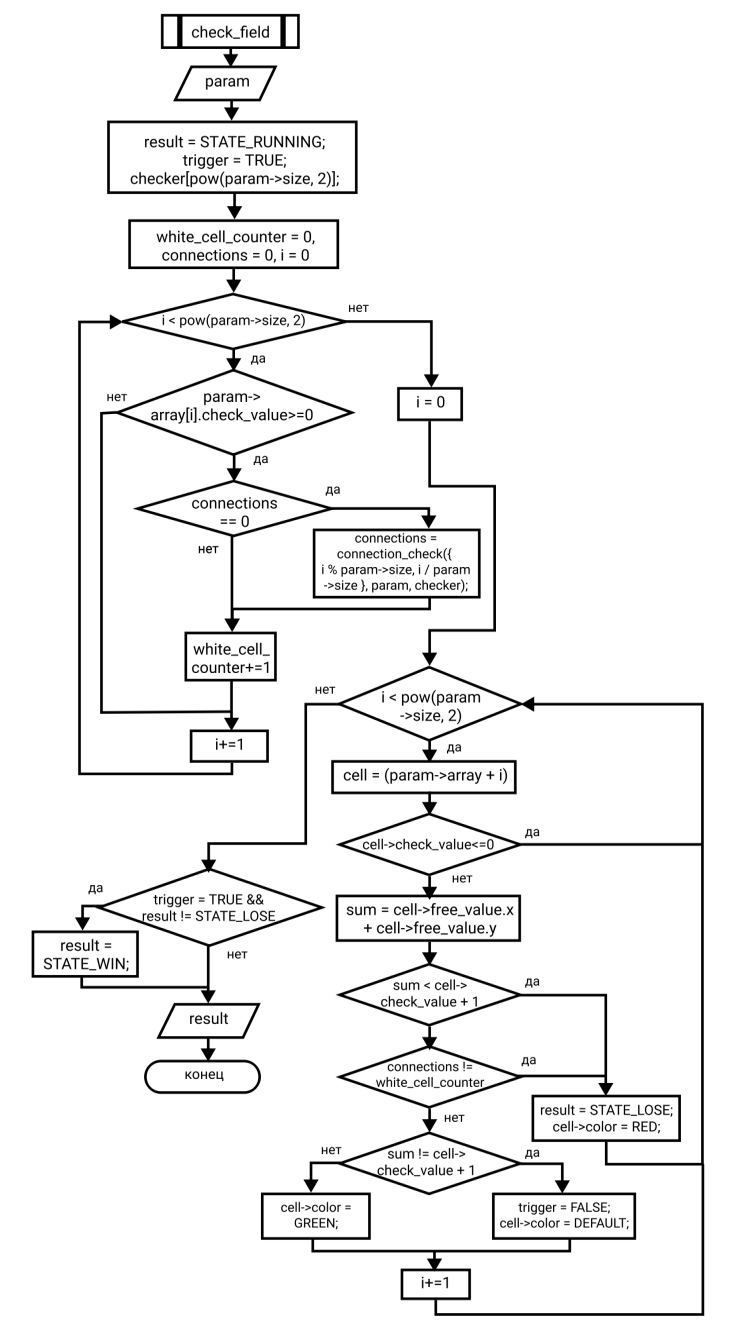 check_field
param
result = STATE_RUNNING;
trigger = TRUE;
checker[pow(param->size, 2)];
white_cell_counter = 0,
connections = 0, i = 0
i < pow(param->size, 2)
нет
да
param->
array[i].check_value>=0
нет
да
i = 0
connections
== 0
да
нет
connections =
connection_check({
i % param->size, i / param
->size }, param, checker);
white_cell_
counter+=1
i+=1
i < pow(param
->size, 2)
нет
да
cell = (param->array + i)
cell->check_value<=0
да
нет
sum = cell->free_value.x
+ cell->free_value.y
trigger = TRUE &&
result != STATE_LOSE
да
нет
result =
STATE_WIN;
result
конец
sum < cell->
check_value + 1
да
connections !=
white_cell_counter
да
нет
result = STATE_LOSE;
cell->color = RED;
sum != cell->
check_value + 1
нет
да
cell->color =
GREEN;
trigger = FALSE;
cell->color = DEFAULT;
i+=1